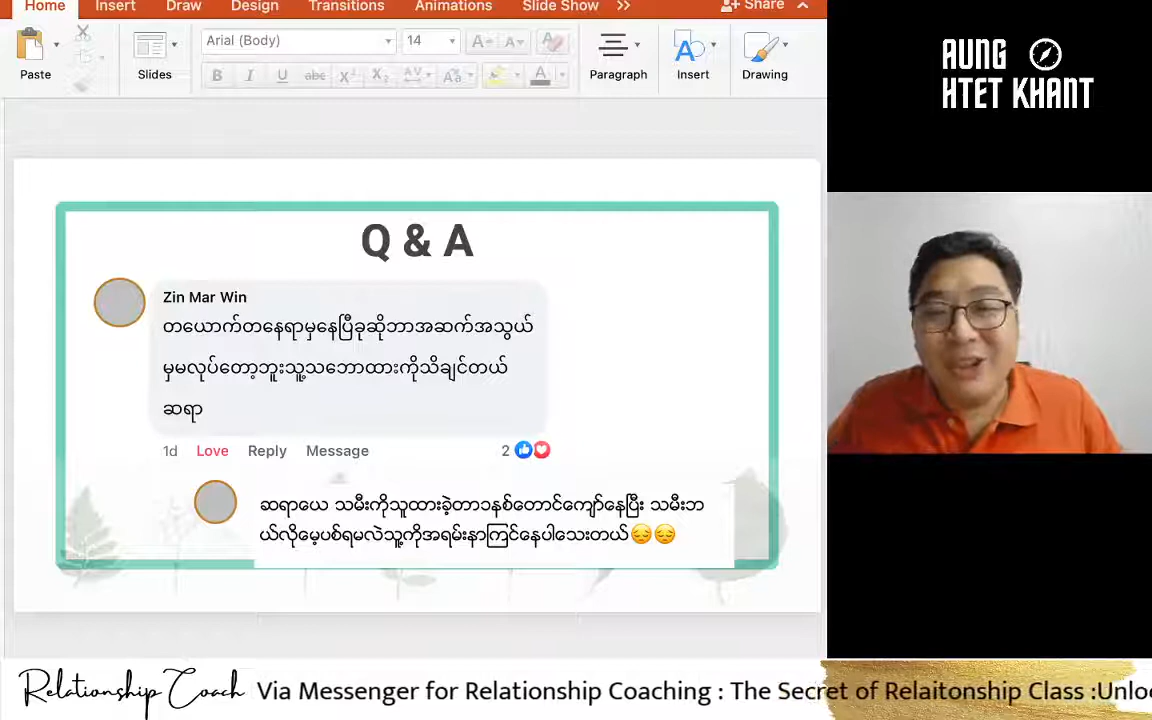 Home Insert Draw Design Transitions Animations Slide Show Share
Arial (Body) 14
Paste Slides Paragraph Insert Drawing
AUNG
HTET KHANT
Q & A
Zin Mar Win
တယောက်တနေရာမှနေပြီခုဆိုဘာအဆက်အသွယ်
မှမလုပ်တော့ဘူးသူ့သဘောထားကိုသိချင်တယ်
ဆရာ
1d Love Reply Message 2
ဆရာယေ သမီးကိုသူထားခဲ့တာ၁နှစ်တောင်ကျော်နေပြီး သမီးဘ
ယ်လိုမေ့ပစ်ရမလဲသူ့ကိုအရမ်းနာကြင်နေပါသေးတယ်😔😔
Relationship Coach Via Messenger for Relationship Coaching : The Secret of Relaitonship Class :Unloc